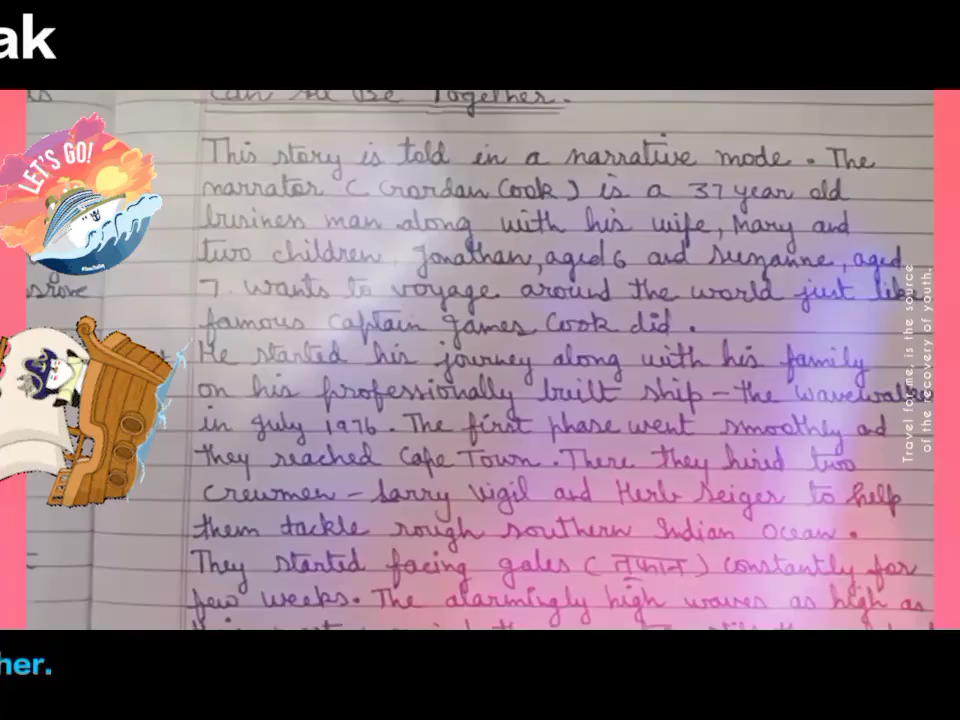 ak
Together.
This story is told in a narrative mode. The
narrator (Grordan Cook) is a 37 year old
business man along with his wife, Mary and
two children, Jonathan, aged 6 and Suzanne, aged
7 wants to voyage around the world just like
famous Captain James Cook did.
He started his journey along with his family
on his professionally built ship - the wavewalker
in July 1976. The first phase went smoothey ad
they reached Cape Town. There they hired two
crewmen - Larry Vigil and Herb Seiger to help
them tackle rough southern Indian Ocean.
They started facing gales (तूफान) constantly for
few weeks. The alarmingly high waves as high as
LET'S GO!
Travel for me, is the source
of the recovery of youth.
her.